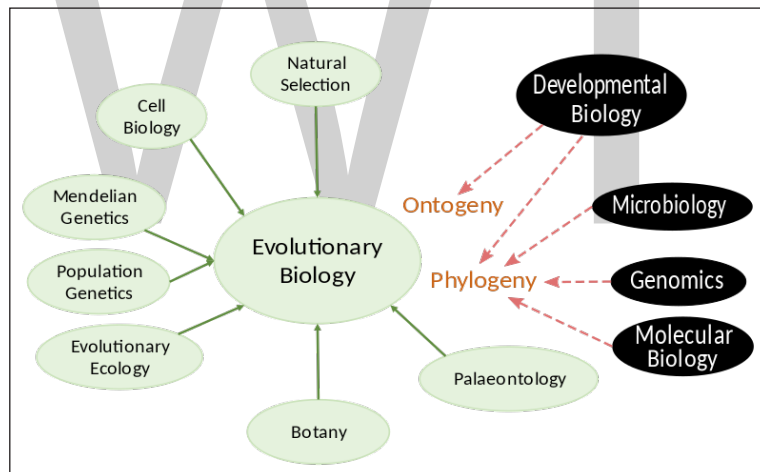 Natural
Selection
Developmental
Biology
Cell
Biology
Mendelian
Genetics
Ontogeny
Microbiology
Evolutionary
Biology
Population
Genetics
Phylogeny
Genomics
Evolutionary
Ecology
Molecular
Biology
Palaeontology
Botany